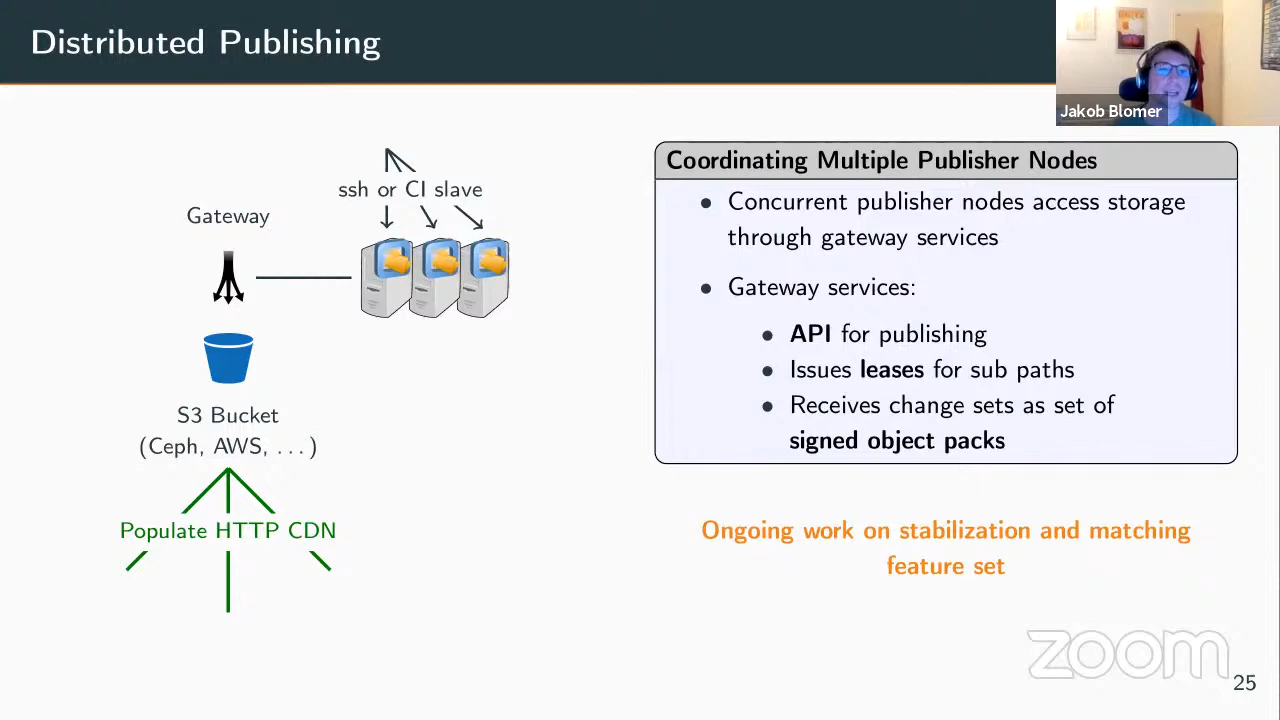 Distributed Publishing
Jakob Blomer
ssh or CI slave
Gateway
S3 Bucket
(Ceph, AWS, . . . )
Populate HTTP CDN
Coordinating Multiple Publisher Nodes
• Concurrent publisher nodes access storage
through gateway services
• Gateway services:
• API for publishing
• Issues leases for sub paths
• Receives change sets as set of
signed object packs
Ongoing work on stabilization and matching
feature set
zoom
25